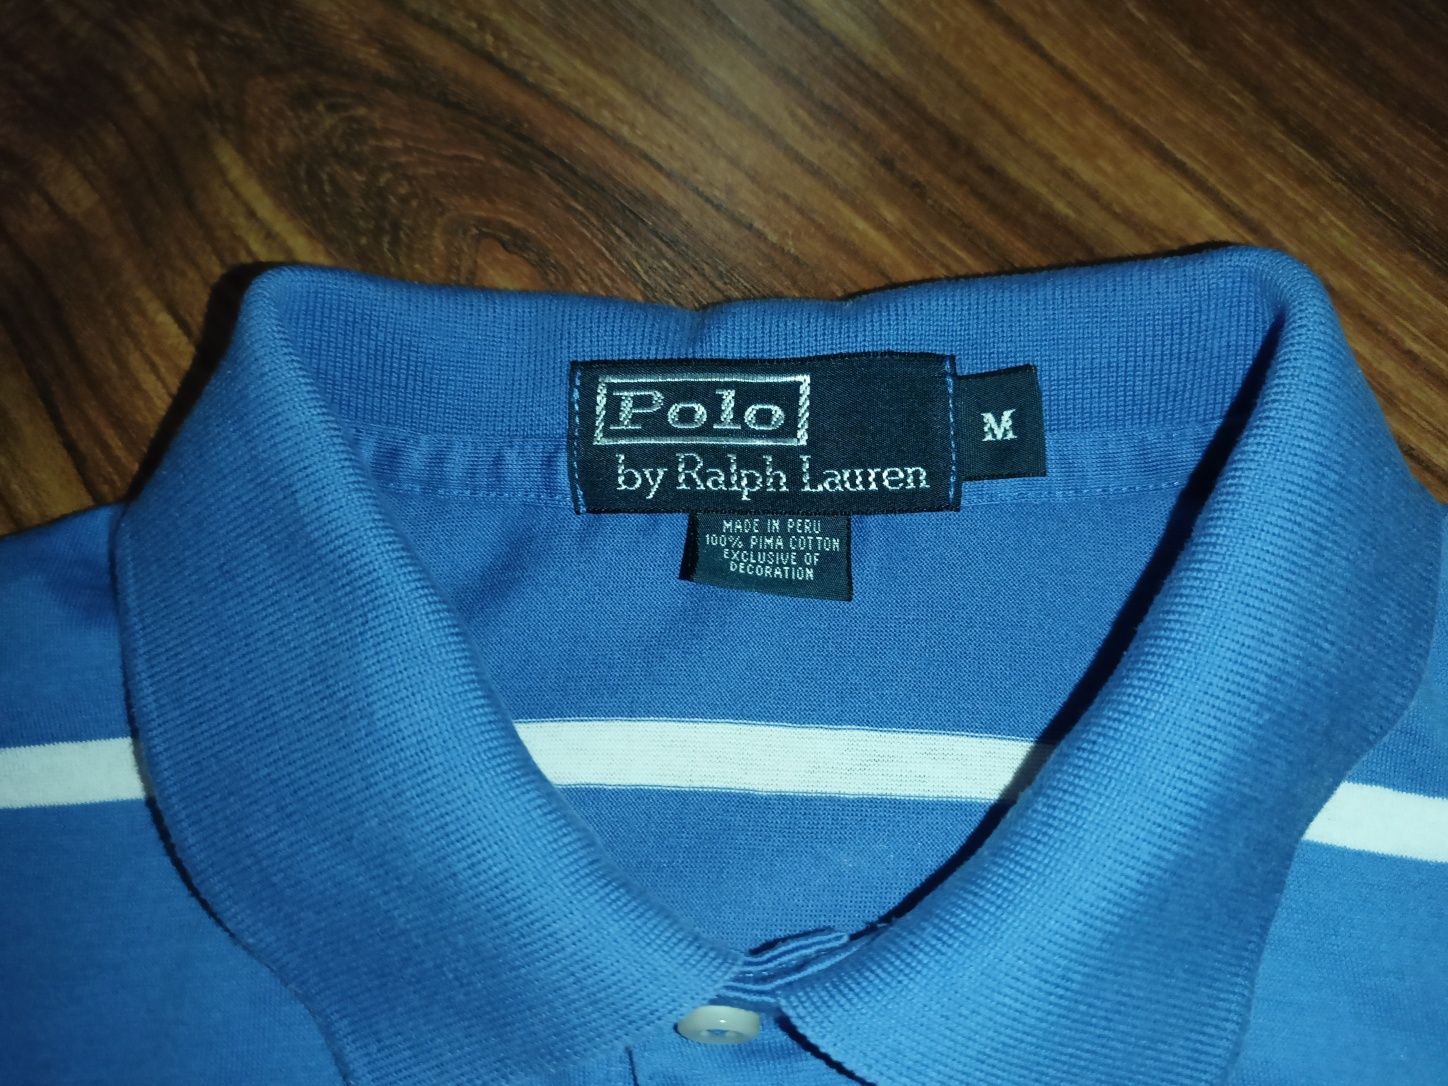 Polo
by Ralph Lauren
M
MADE IN PERU
100% PIMA COTTON
EXCLUSIVE OF
DECORATION